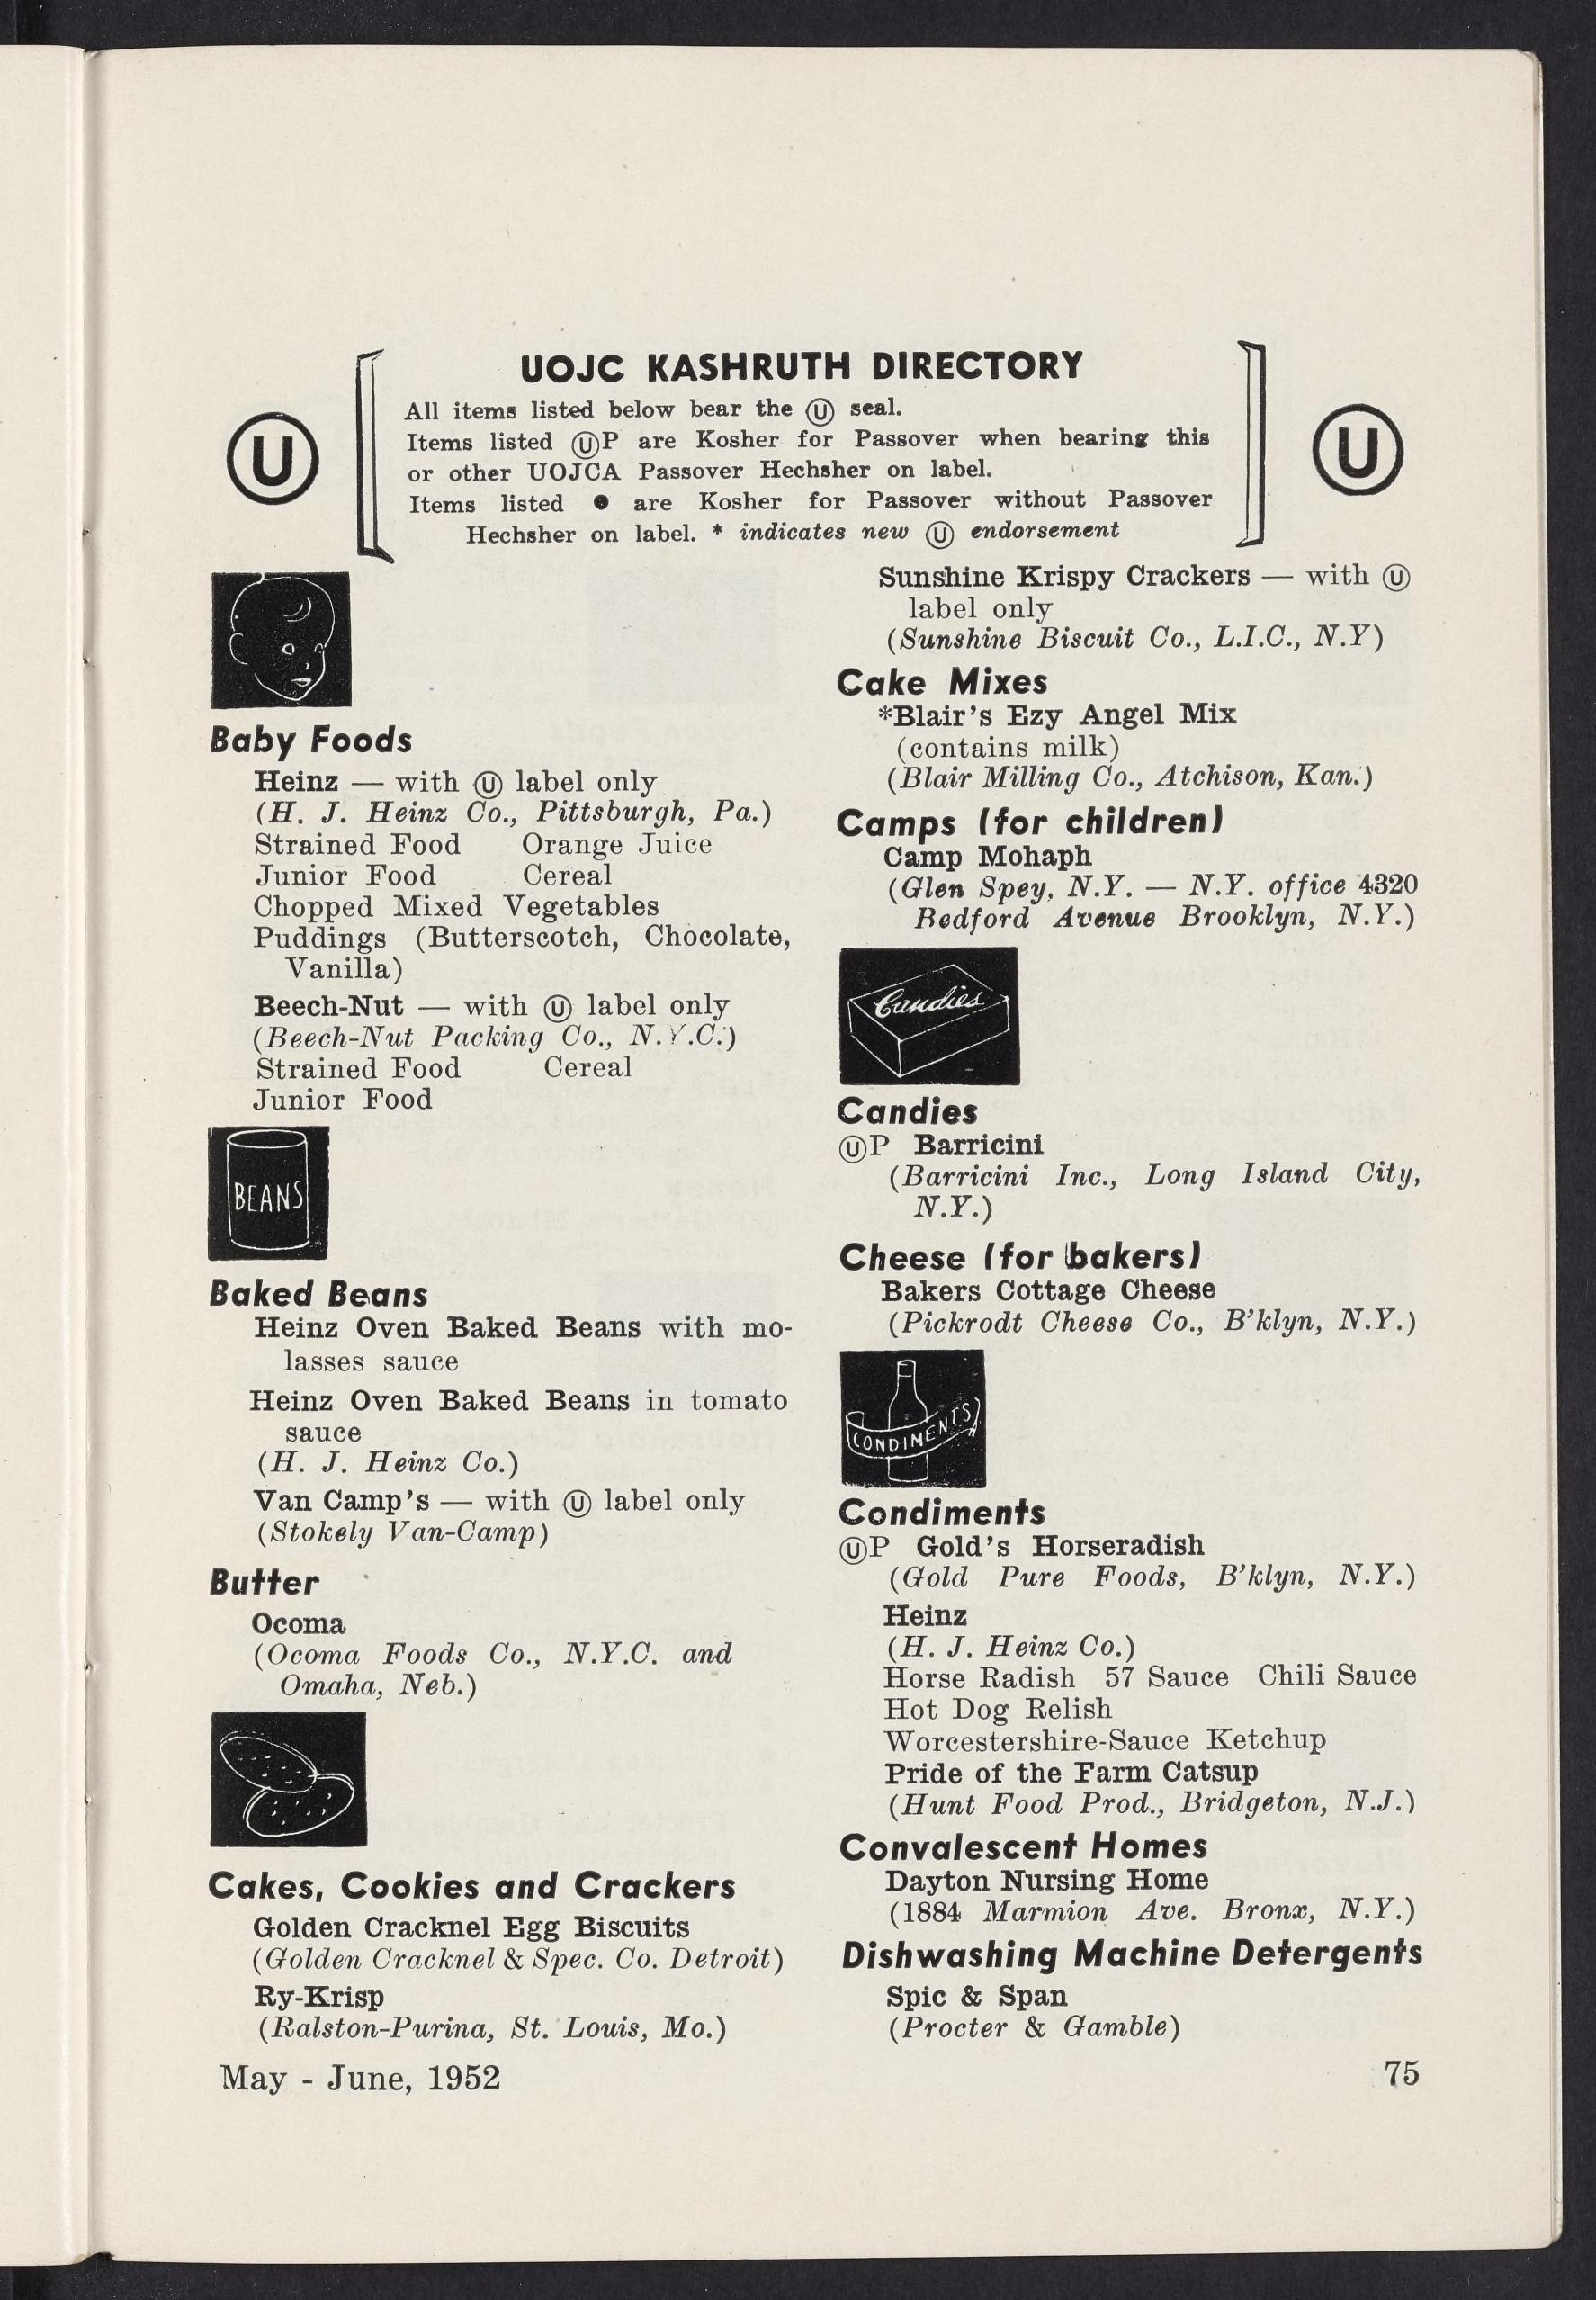 UOJC KASHRUTH DIRECTORY
All items listed below bear the Ⓤ seal.
Items listed ⓊP are Kosher for Passover when bearing this
or other UOJCA Passover Hechsher on label.
Items listed ● are Kosher for Passover without Passover
Hechsher on label. * indicates new Ⓤ endorsement
Ⓤ
Ⓤ
Baby Foods
Heinz — with Ⓤ label only
(H. J. Heinz Co., Pittsburgh, Pa.)
Strained Food Orange Juice
Junior Food Cereal
Chopped Mixed Vegetables
Puddings (Butterscotch, Chocolate,
Vanilla)
Beech-Nut — with Ⓤ label only
(Beech-Nut Packing Co., N.Y.C.)
Strained Food Cereal
Junior Food
BEANS
Baked Beans
Heinz Oven Baked Beans with mo-
lasses sauce
Heinz Oven Baked Beans in tomato
sauce
(H. J. Heinz Co.)
Van Camp's — with Ⓤ label only
(Stokely Van-Camp)
Butter
Ocoma
(Ocoma Foods Co., N.Y.C. and
Omaha, Neb.)
Cakes, Cookies and Crackers
Golden Cracknel Egg Biscuits
(Golden Cracknel & Spec. Co. Detroit)
Ry-Krisp
(Ralston-Purina, St. Louis, Mo.)
Sunshine Krispy Crackers — with Ⓤ
label only
(Sunshine Biscuit Co., L.I.C., N.Y)
Cake Mixes
*Blair's Ezy Angel Mix
(contains milk)
(Blair Milling Co., Atchison, Kan.)
Camps (for children)
Camp Mohaph
(Glen Spey, N.Y. — N.Y. office 4320
Bedford Avenue Brooklyn, N.Y.)
Candies
Candies
ⓊP Barricini
(Barricini Inc., Long Island City,
N.Y.)
Cheese (for bakers)
Bakers Cottage Cheese
(Pickrodt Cheese Co., B'klyn, N.Y.)
CONDIMENTS
Condiments
ⓊP Gold's Horseradish
(Gold Pure Foods, B'klyn, N.Y.)
Heinz
(H. J. Heinz Co.)
Horse Radish 57 Sauce Chili Sauce
Hot Dog Relish
Worcestershire-Sauce Ketchup
Pride of the Farm Catsup
(Hunt Food Prod., Bridgeton, N.J.)
Convalescent Homes
Dayton Nursing Home
(1884 Marmion Ave. Bronx, N.Y.)
Dishwashing Machine Detergents
Spic & Span
(Procter & Gamble)
May - June, 1952
75